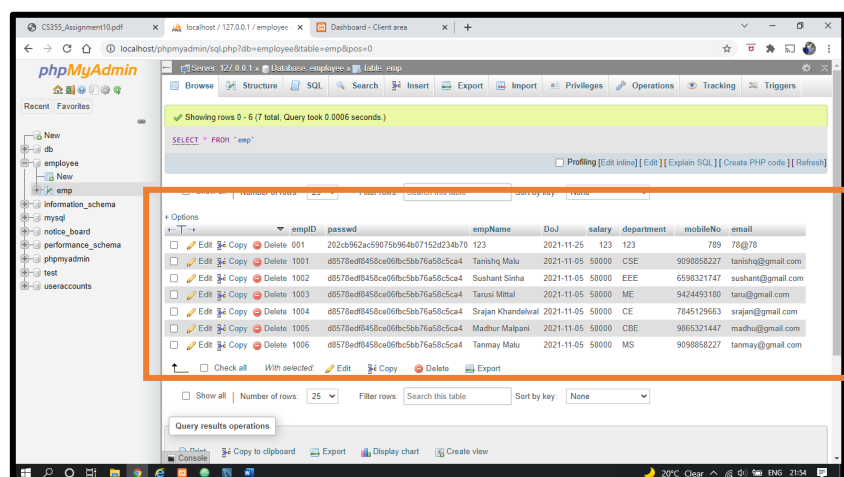 CS355_Assignment10.pdf
localhost / 127.0.0.1 / employee
Dashboard - Client area
localhost/phpmyadmin/sql.php?db=employee&table=emp&pos=0
phpMyAdmin
Recent Favorites
New
db
employee
New
emp
information_schema
mysql
notice_board
performance_schema
phpmyadmin
test
useraccounts
Server: 127.0.0.1 » Database: employee » Table: emp
Browse Structure SQL Search Insert Export Import Privileges Operations Tracking Triggers
Showing rows 0 - 6 (7 total, Query took 0.0006 seconds.)
SELECT * FROM `emp`
Profiling [Edit inline] [ Edit ] [ Explain SQL ] [ Create PHP code ] [ Refresh]
Show all | Number of rows: 25 Filter rows: Search this table Sort by key: None
+ Options
empID passwd empName DoJ salary department mobileNo email
Edit Copy Delete 001 202cb962ac59075b964b07152d234b70 123 2021-11-25 123 123 789 78@78
Edit Copy Delete 1001 d8578edf8458ce06fbc5bb76a58c5ca4 Tanishq Malu 2021-11-05 50000 CSE 9098858227 tanishq@gmail.com
Edit Copy Delete 1002 d8578edf8458ce06fbc5bb76a58c5ca4 Sushant Sinha 2021-11-05 50000 EEE 6598321747 sushant@gmail.com
Edit Copy Delete 1003 d8578edf8458ce06fbc5bb76a58c5ca4 Tarusi Mittal 2021-11-05 50000 ME 9424493180 taru@gmail.com
Edit Copy Delete 1004 d8578edf8458ce06fbc5bb76a58c5ca4 Srajan Khandelwal 2021-11-05 50000 CE 7845129663 srajan@gmail.com
Edit Copy Delete 1005 d8578edf8458ce06fbc5bb76a58c5ca4 Madhur Malpani 2021-11-05 50000 CBE 9865321447 madhu@gmail.com
Edit Copy Delete 1006 d8578edf8458ce06fbc5bb76a58c5ca4 Tanmay Malu 2021-11-05 50000 MS 9098858227 tanmay@gmail.com
Check all With selected: Edit Copy Delete Export
Show all | Number of rows: 25 Filter rows: Search this table Sort by key: None
Query results operations
Print Copy to clipboard Export Display chart Create view
Console
20°C Clear ENG 21:54